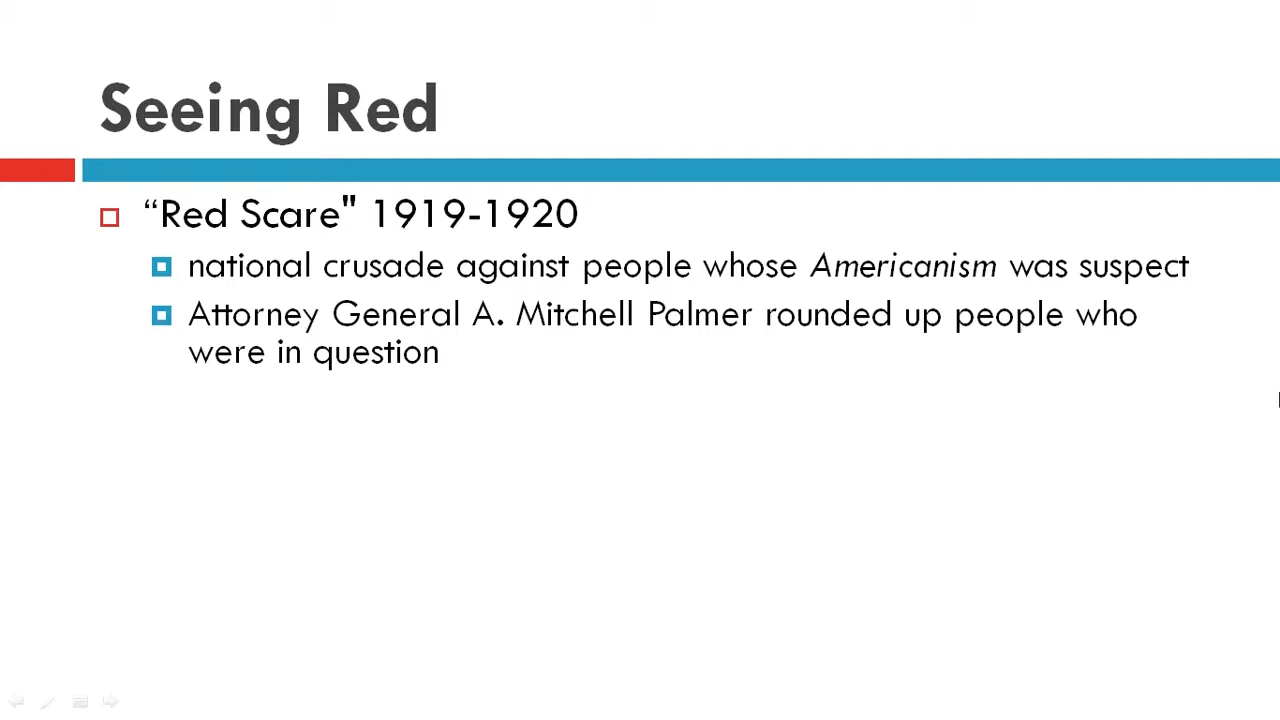 Seeing Red
“Red Scare" 1919-1920
national crusade against people whose Americanism was suspect
Attorney General A. Mitchell Palmer rounded up people who
were in question